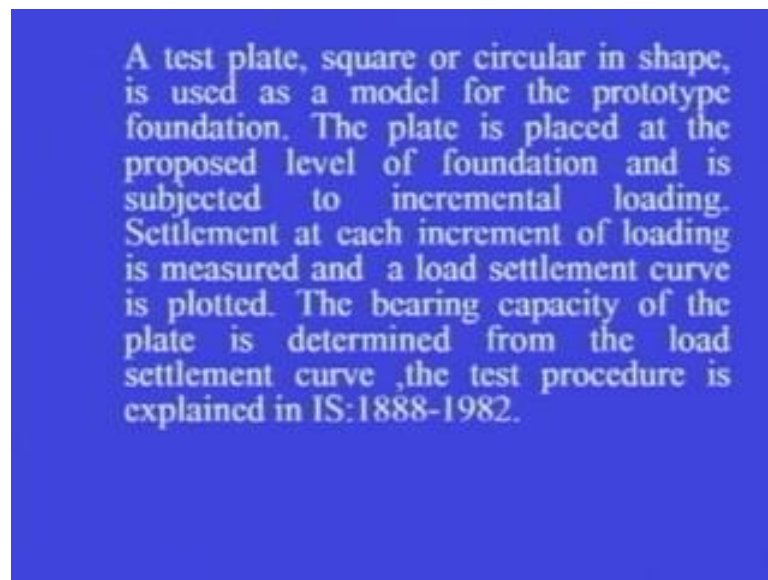 A test plate, square or circular in shape,
is used as a model for the prototype
foundation. The plate is placed at the
proposed level of foundation and is
subjected to incremental loading.
Settlement at each increment of loading
is measured and a load settlement curve
is plotted. The bearing capacity of the
plate is determined from the load
settlement curve ,the test procedure is
explained in IS:1888-1982.